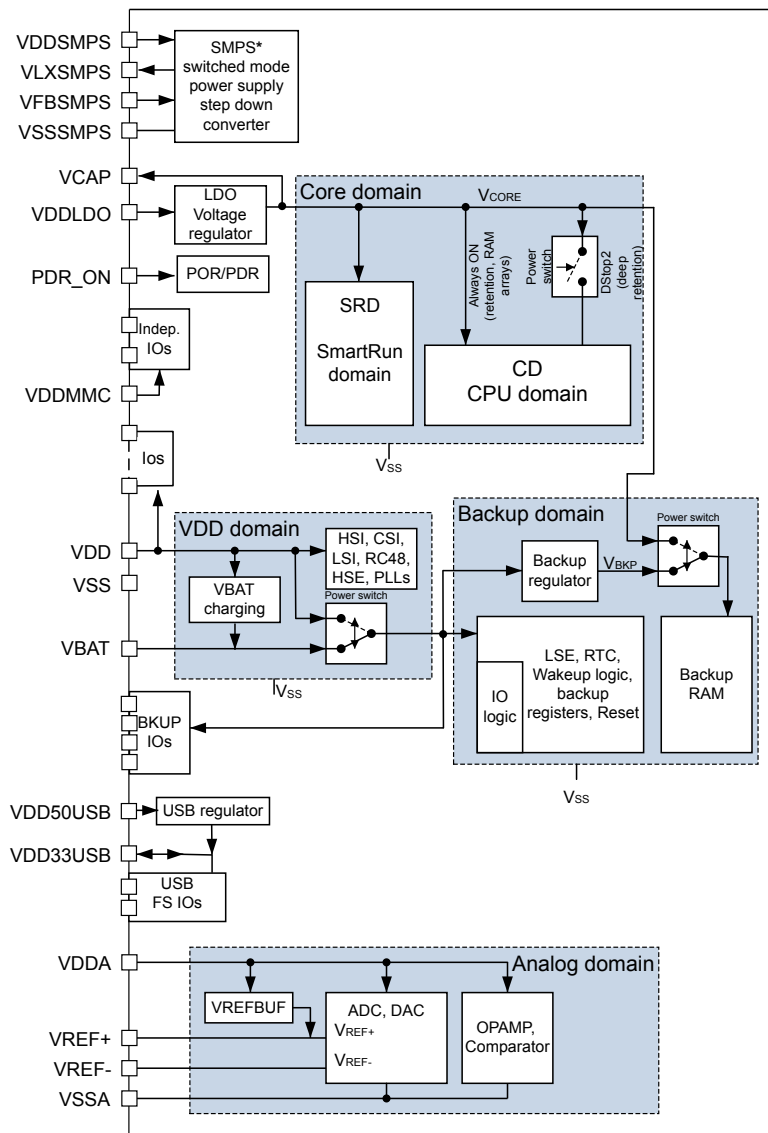 VDDSMPS
VLXSMPS
VFBSMPS
VSSSMPS
SMPS*
switched mode
power supply
step down
converter
VCAP
VDDLDO
LDO
Voltage
regulator
PDR_ON
POR/PDR
Indep.
IOs
VDDMMC
Ios
Core domain
VCORE
SRD
SmartRun
domain
Always ON
(retention, RAM
arrays)
Power
switch
DStop2
(deep
retention)
CD
CPU domain
VSS
VDD domain
VDD
VSS
VBAT
HSI, CSI,
LSI, RC48,
HSE, PLLs
VBAT
charging
Power switch
VSS
BKUP
IOs
Backup domain
Power switch
Backup
regulator
VBKP
LSE, RTC,
Wakeup logic,
backup
registers, Reset
IO
logic
Backup
RAM
VSS
VDD50USB
USB regulator
VDD33USB
USB
FS IOs
Analog domain
VDDA
VREFBUF
ADC, DAC
VREF+
VREF-
OPAMP,
Comparator
VREF+
VREF-
VSSA